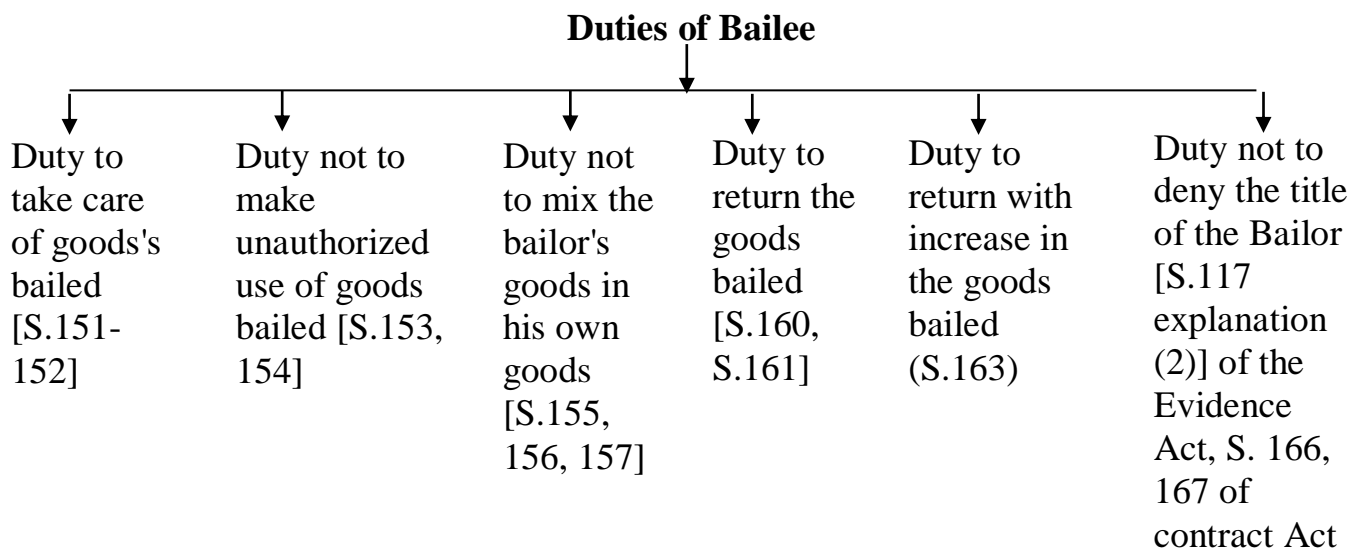 Duties of Bailee
Duty to
take care
of goods's
bailed
[S.151-
152]
Duty not to
make
unauthorized
use of goods
bailed [S.153,
154]
Duty not
to mix the
bailor's
goods in
his own
goods
[S.155,
156, 157]
Duty to
return the
goods
bailed
[S.160,
S.161]
Duty to
return with
increase in
the goods
bailed
(S.163)
Duty not to
deny the title
of the Bailor
[S.117
explanation
(2)] of the
Evidence
Act, S. 166,
167 of
contract Act